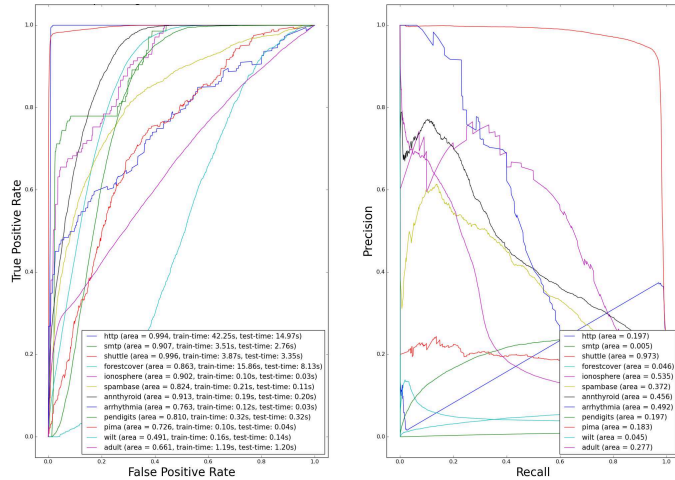 True Positive Rate
1.0
0.8
0.6
0.4
0.2
0.0
0.0 0.2 0.4 0.6 0.8 1.0
False Positive Rate
http (area = 0.994, train-time: 42.25s, test-time: 14.97s)
smtp (area = 0.907, train-time: 3.51s, test-time: 2.76s)
shuttle (area = 0.996, train-time: 3.87s, test-time: 3.35s)
forestcover (area = 0.863, train-time: 15.86s, test-time: 8.13s)
ionosphere (area = 0.902, train-time: 0.10s, test-time: 0.03s)
spambase (area = 0.824, train-time: 0.21s, test-time: 0.11s)
annthyroid (area = 0.913, train-time: 0.19s, test-time: 0.20s)
arrhythmia (area = 0.763, train-time: 0.12s, test-time: 0.03s)
pendigits (area = 0.810, train-time: 0.32s, test-time: 0.32s)
pima (area = 0.726, train-time: 0.10s, test-time: 0.04s)
wilt (area = 0.491, train-time: 0.16s, test-time: 0.14s)
adult (area = 0.661, train-time: 1.19s, test-time: 1.20s)
Precision
1.0
0.8
0.6
0.4
0.2
0.0
0.0 0.2 0.4 0.6 0.8 1.0
Recall
http (area = 0.197)
smtp (area = 0.005)
shuttle (area = 0.973)
forestcover (area = 0.046)
ionosphere (area = 0.535)
spambase (area = 0.372)
annthyroid (area = 0.456)
arrhythmia (area = 0.492)
pendigits (area = 0.197)
pima (area = 0.183)
wilt (area = 0.045)
adult (area = 0.277)